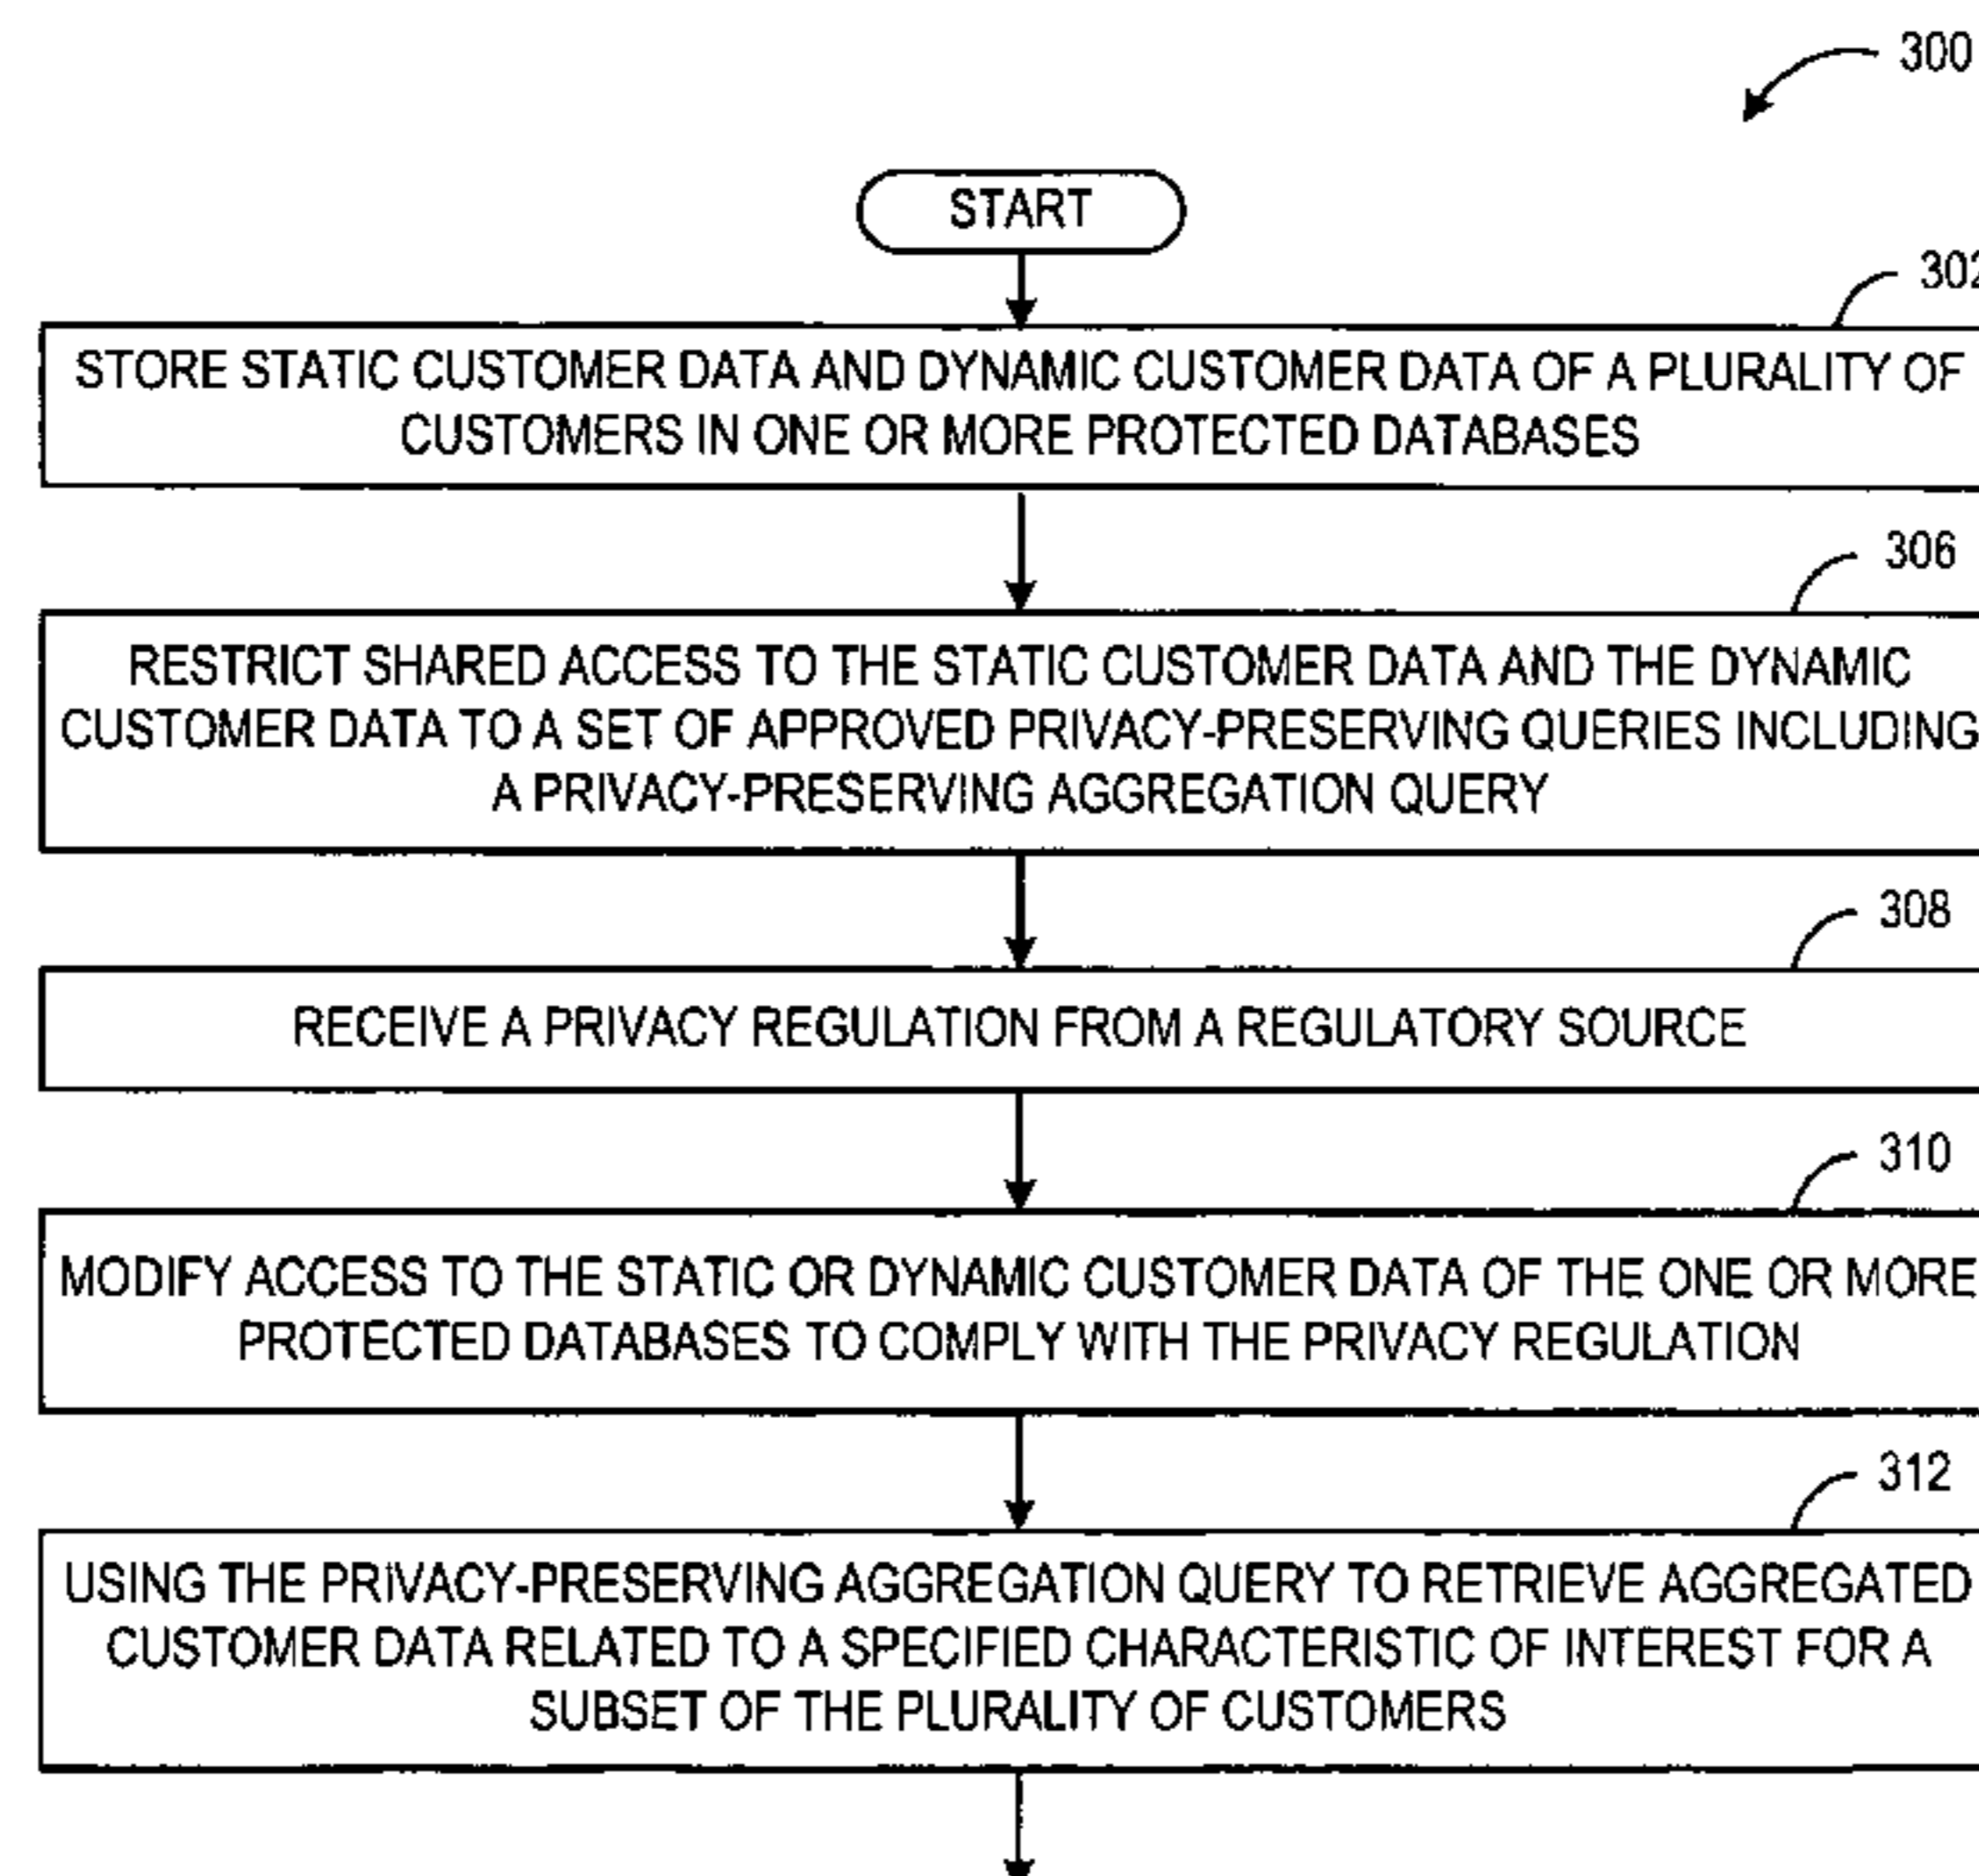 300
START
302
STORE STATIC CUSTOMER DATA AND DYNAMIC CUSTOMER DATA OF A PLURALITY OF
CUSTOMERS IN ONE OR MORE PROTECTED DATABASES
306
RESTRICT SHARED ACCESS TO THE STATIC CUSTOMER DATA AND THE DYNAMIC
CUSTOMER DATA TO A SET OF APPROVED PRIVACY-PRESERVING QUERIES INCLUDING
A PRIVACY-PRESERVING AGGREGATION QUERY
308
RECEIVE A PRIVACY REGULATION FROM A REGULATORY SOURCE
310
MODIFY ACCESS TO THE STATIC OR DYNAMIC CUSTOMER DATA OF THE ONE OR MORE
PROTECTED DATABASES TO COMPLY WITH THE PRIVACY REGULATION
312
USING THE PRIVACY-PRESERVING AGGREGATION QUERY TO RETRIEVE AGGREGATED
CUSTOMER DATA RELATED TO A SPECIFIED CHARACTERISTIC OF INTEREST FOR A
SUBSET OF THE PLURALITY OF CUSTOMERS